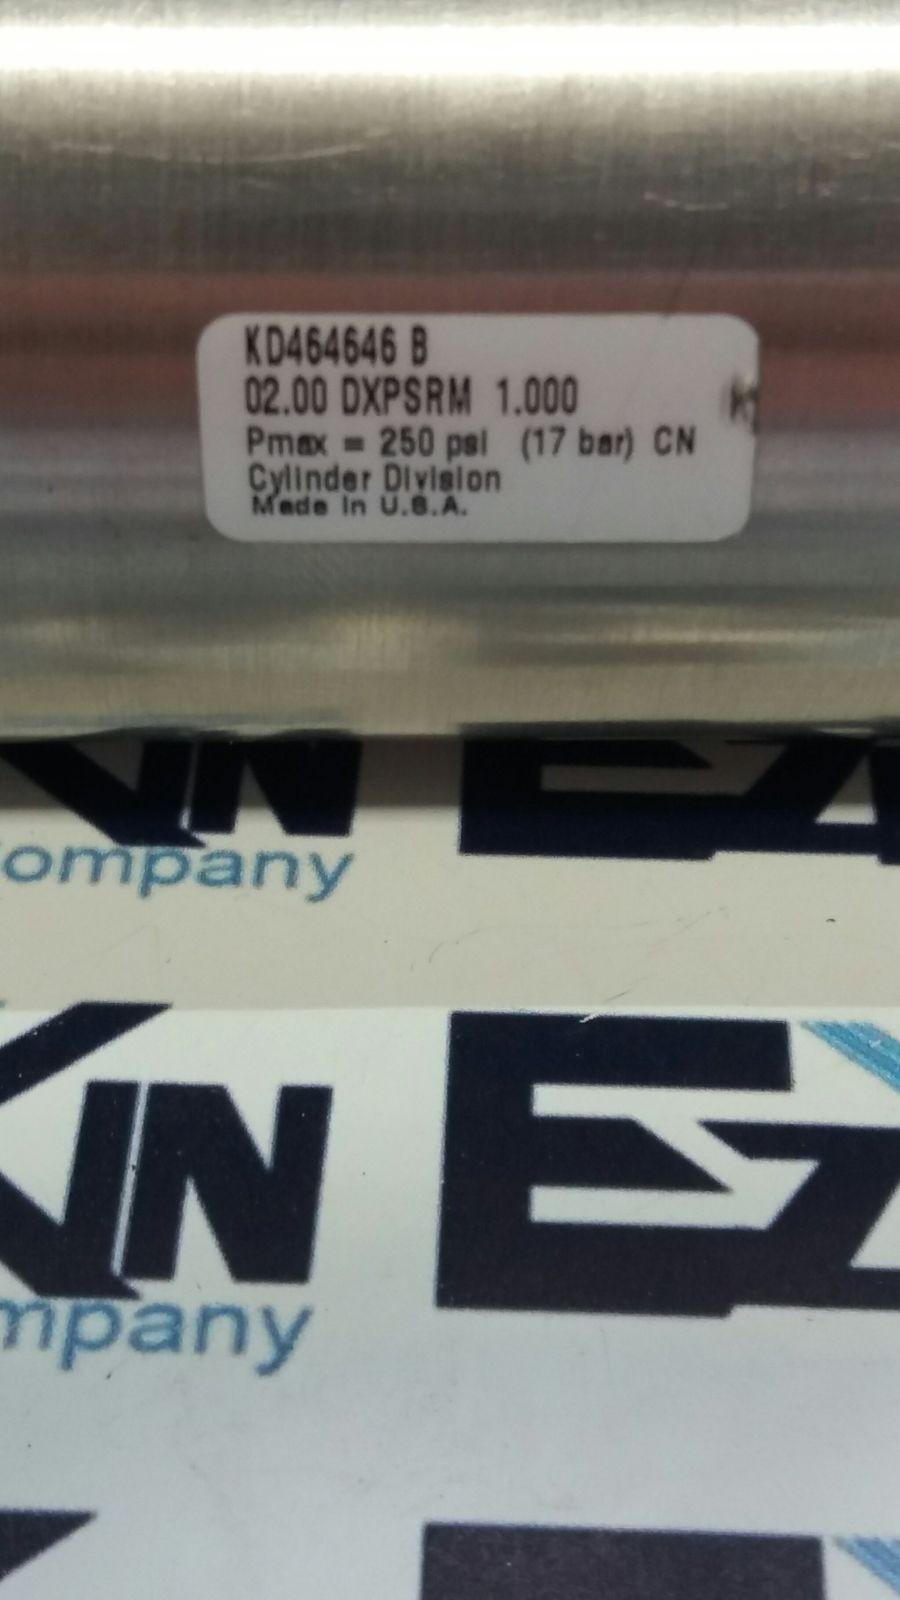 KD464646 B
02.00 DXPSRM 1.000
Pmax = 250 psi (17 bar) CN
Cylinder Division
Made in U.S.A.
ompany
mpany